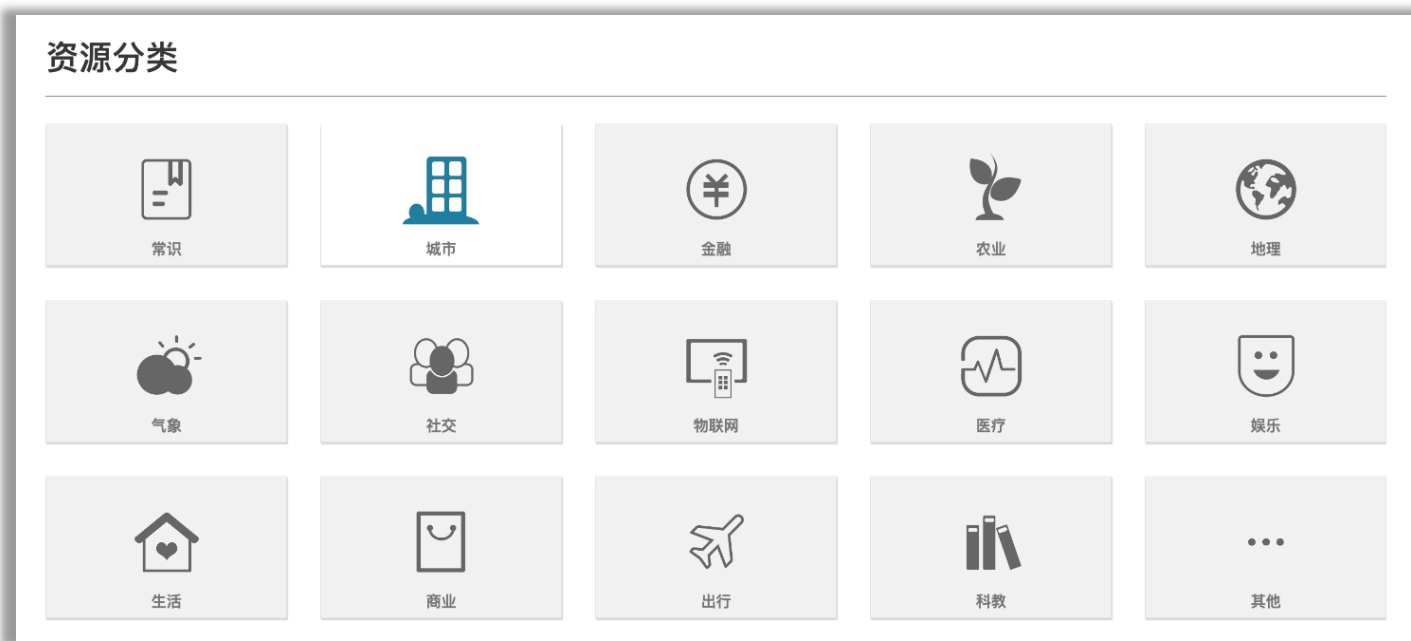 资源分类
常识
城市
金融
农业
地理
气象
社交
物联网
医疗
娱乐
生活
商业
出行
科教
其他